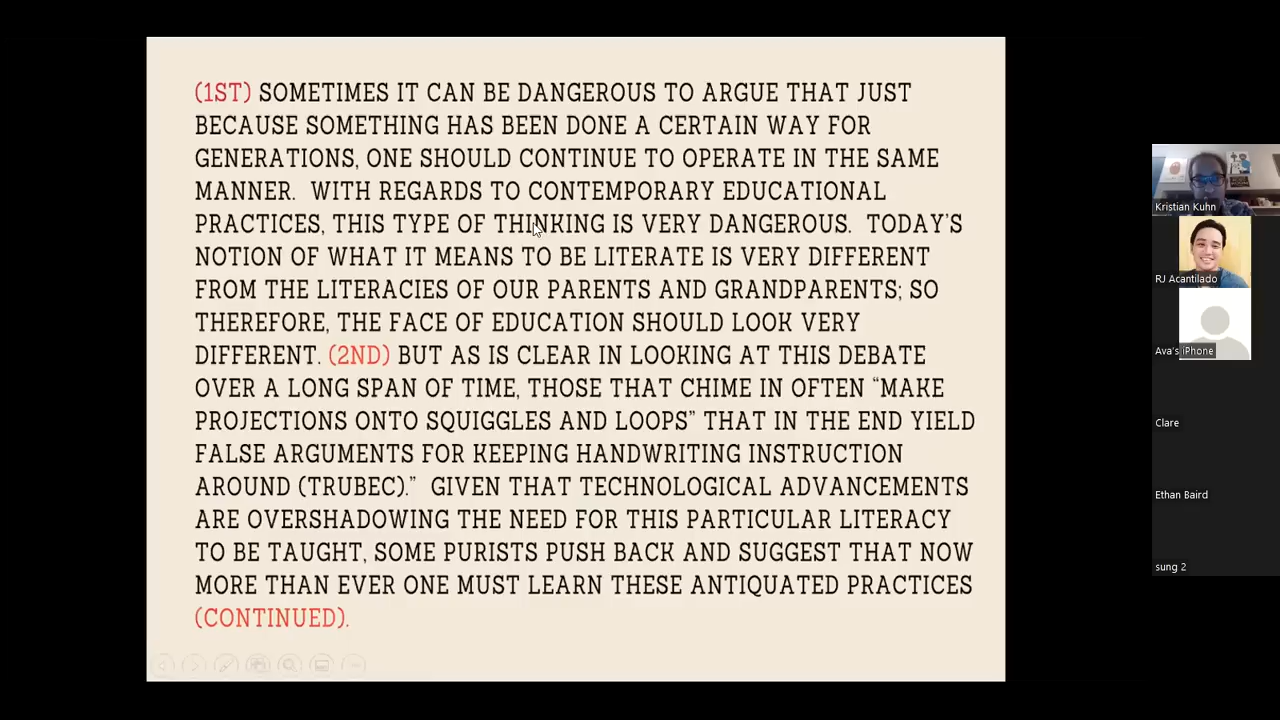 (1ST) SOMETIMES IT CAN BE DANGEROUS TO ARGUE THAT JUST
BECAUSE SOMETHING HAS BEEN DONE A CERTAIN WAY FOR
GENERATIONS, ONE SHOULD CONTINUE TO OPERATE IN THE SAME
MANNER.  WITH REGARDS TO CONTEMPORARY EDUCATIONAL
PRACTICES, THIS TYPE OF THINKING IS VERY DANGEROUS.  TODAY'S
NOTION OF WHAT IT MEANS TO BE LITERATE IS VERY DIFFERENT
FROM THE LITERACIES OF OUR PARENTS AND GRANDPARENTS; SO
THEREFORE, THE FACE OF EDUCATION SHOULD LOOK VERY
DIFFERENT. (2ND) BUT AS IS CLEAR IN LOOKING AT THIS DEBATE
OVER A LONG SPAN OF TIME, THOSE THAT CHIME IN OFTEN “MAKE
PROJECTIONS ONTO SQUIGGLES AND LOOPS” THAT IN THE END YIELD
FALSE ARGUMENTS FOR KEEPING HANDWRITING INSTRUCTION
AROUND (TRUBEC).”  GIVEN THAT TECHNOLOGICAL ADVANCEMENTS
ARE OVERSHADOWING THE NEED FOR THIS PARTICULAR LITERACY
TO BE TAUGHT, SOME PURISTS PUSH BACK AND SUGGEST THAT NOW
MORE THAN EVER ONE MUST LEARN THESE ANTIQUATED PRACTICES
(CONTINUED).
Kristian Kuhn
RJ Acantilado
Ava's iPhone
Clare
Ethan Baird
sung 2